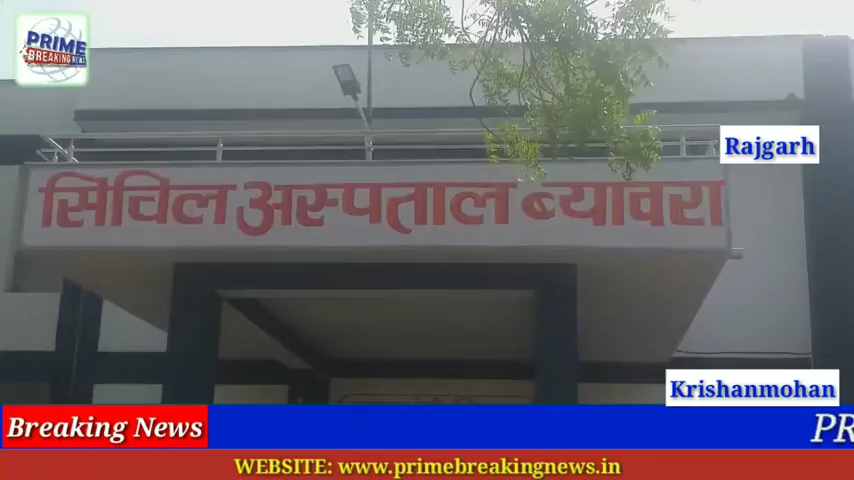 PRIME
BREAKING NEWS
Rajgarh
सिविल अस्पताल ब्यावरा
Krishanmohan
Breaking News
PR
WEBSITE: www.primebreakingnews.in